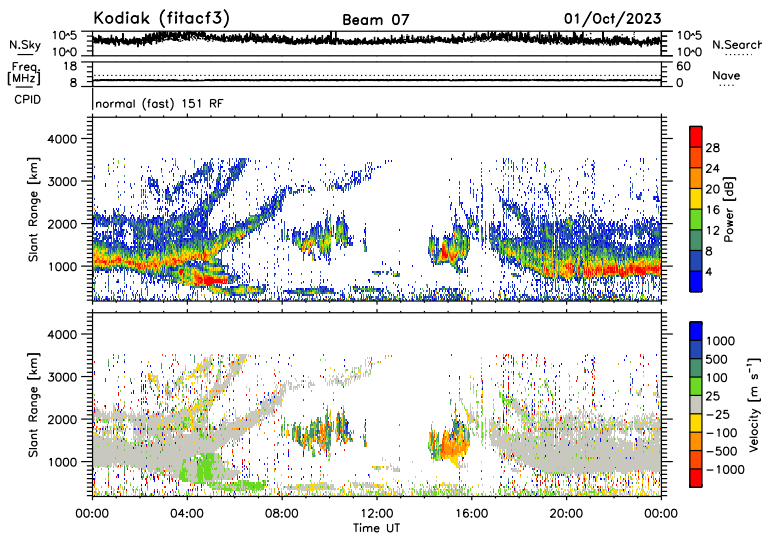 Kodiak (fitacf3) Beam 07 01/Oct/2023
N.Sky 10^5 10^0 10^5 10^0 N.Search
Freq. [MHz] 18 8 60 0 Nave
CPID normal (fast) 151 RF
Slant Range [km]
4000
3000
2000
1000
28
24
20
16
12
8
4
Power [dB]
Slant Range [km]
4000
3000
2000
1000
1000
500
100
25
-25
-100
-500
-1000
Velocity [m s⁻¹]
00:00 04:00 08:00 12:00 16:00 20:00 00:00
Time UT